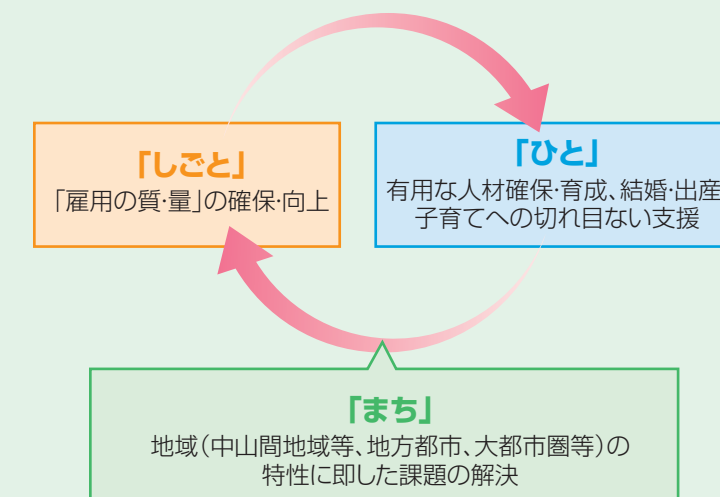 「しごと」
「雇用の質・量」の確保・向上
「ひと」
有用な人材確保・育成、結婚・出産
子育てへの切れ目ない支援
「まち」
地域（中山間地域等、地方都市、大都市圏等）の
特性に即した課題の解決